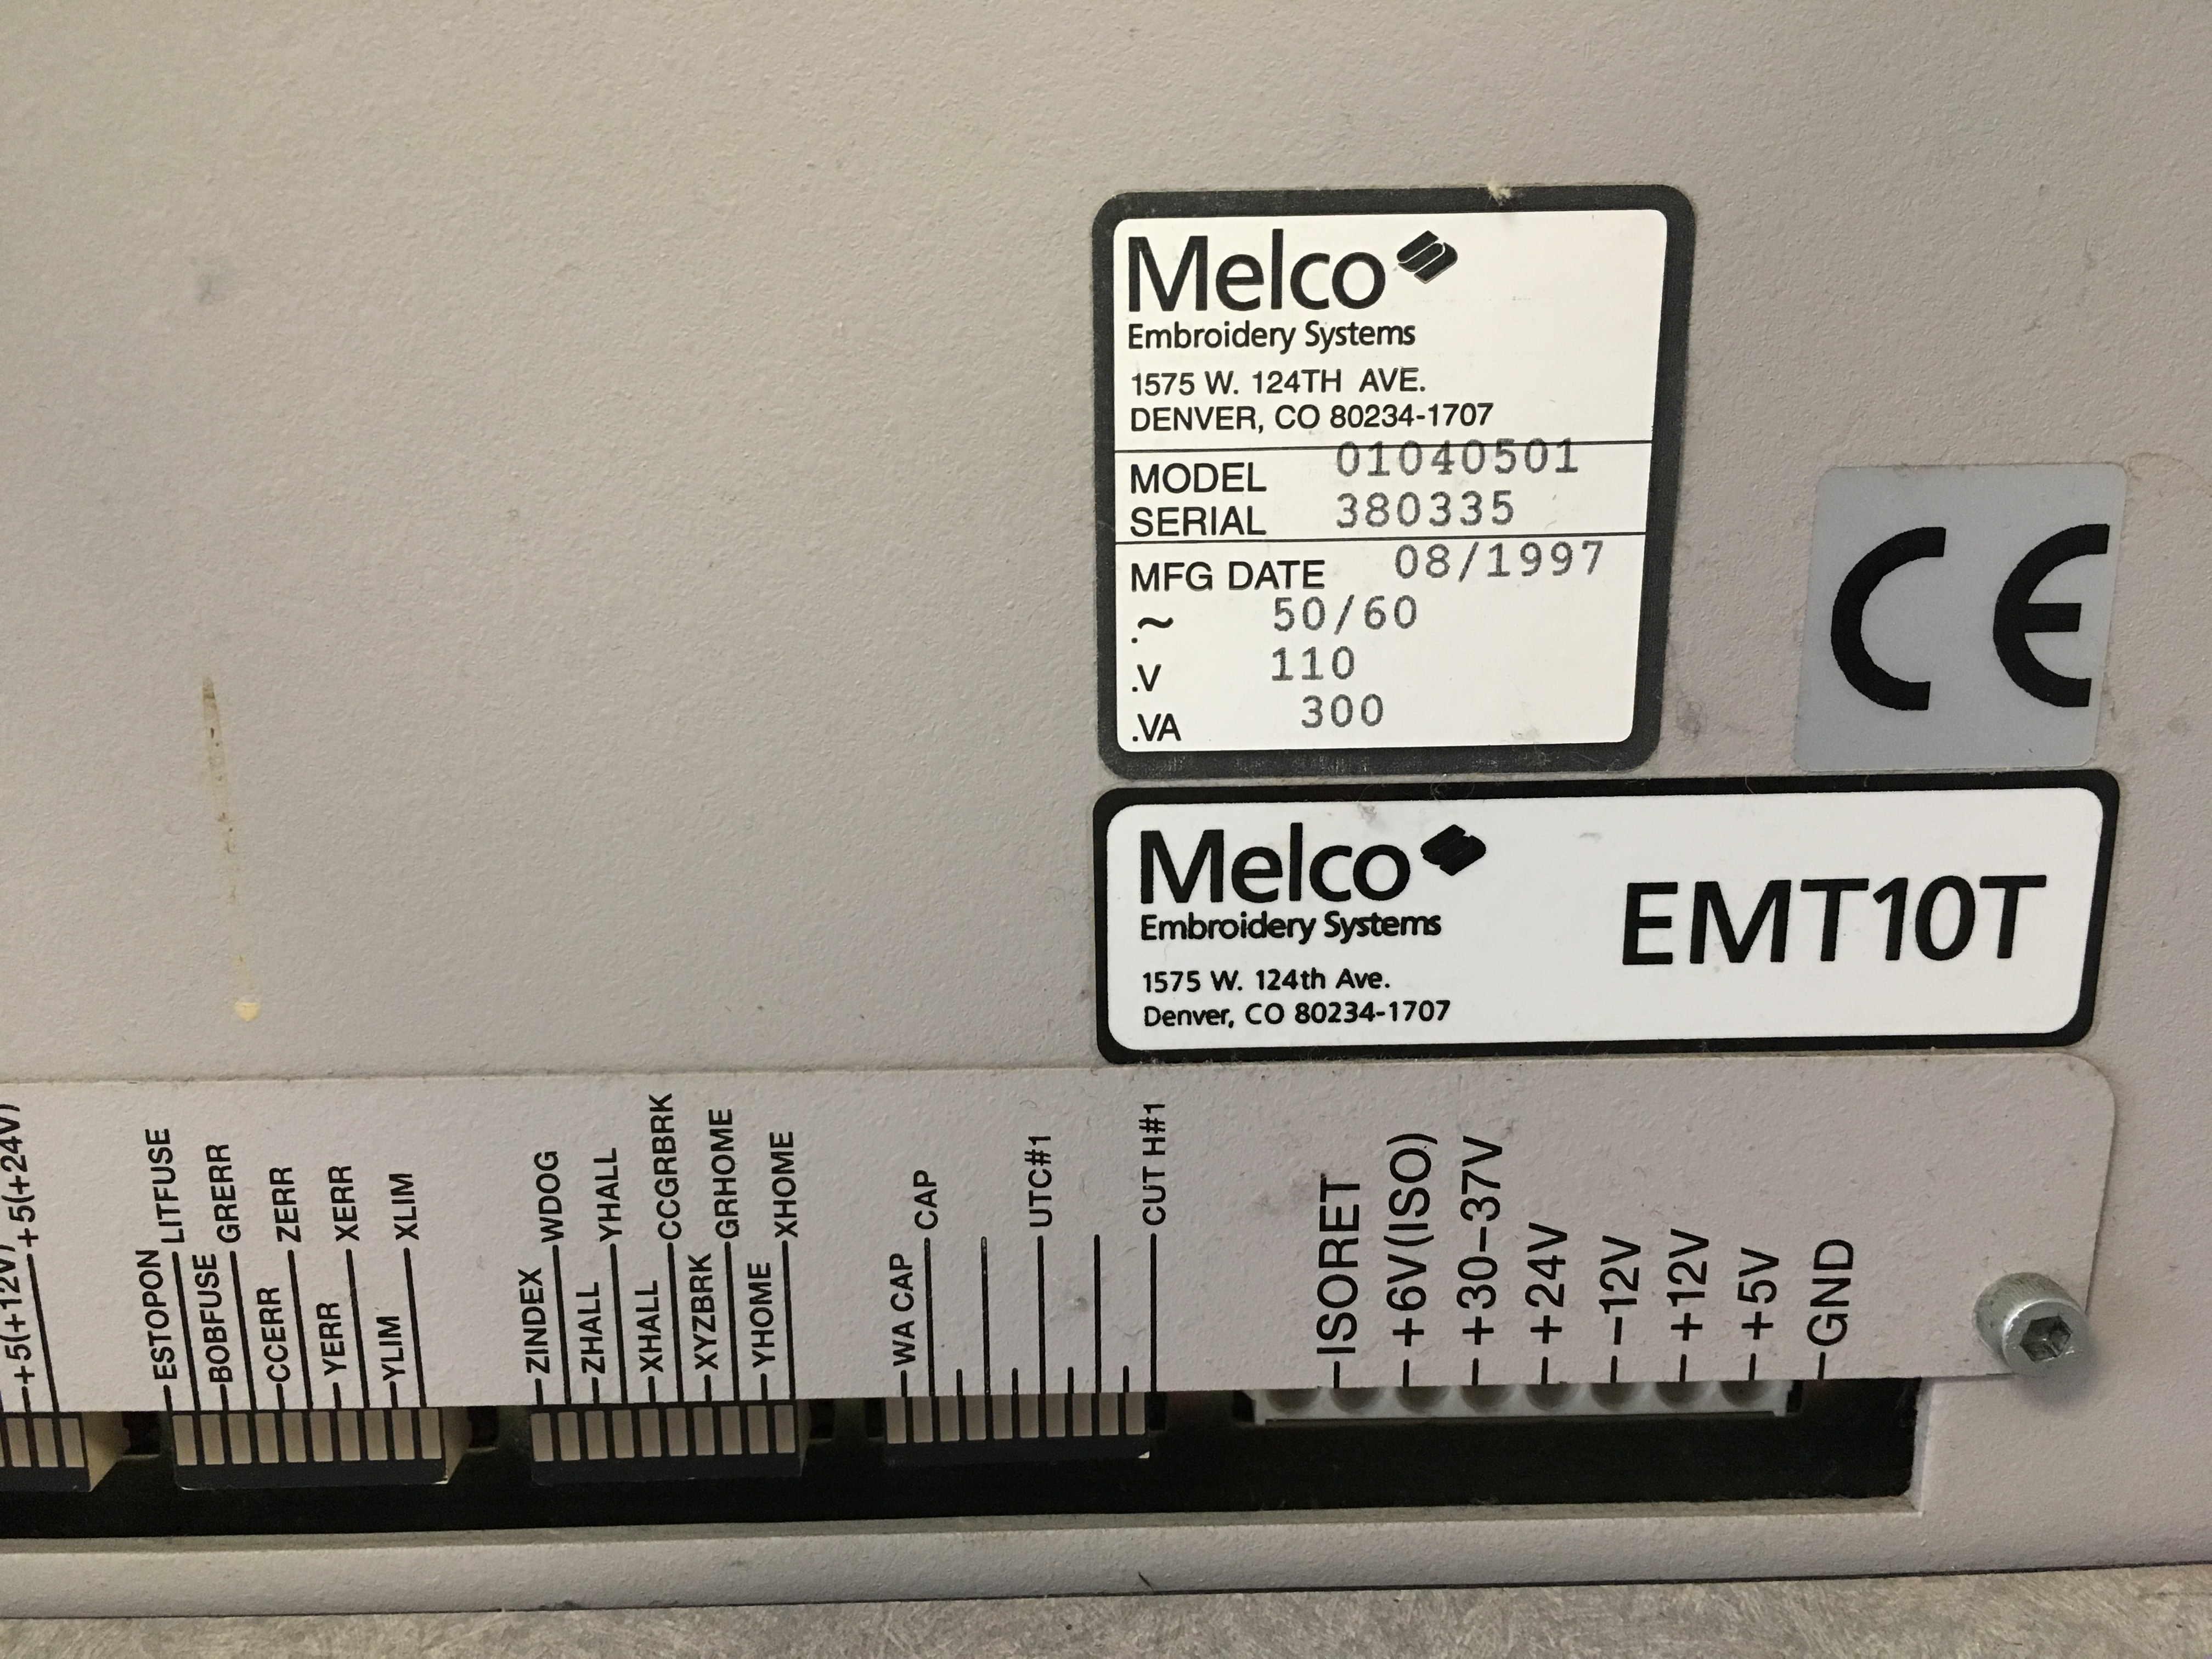 Melco
Embroidery Systems
1575 W. 124TH AVE.
DENVER, CO 80234-1707
MODEL 01040501
SERIAL 380335
MFG DATE 08/1997
.~ 50/60
.V 110
.VA 300
CE
Melco
Embroidery Systems
1575 W. 124th Ave.
Denver, CO 80234-1707
EMT10T
+5(+12V)
+5(+24V)
ESTOPON
LITFUSE
BOBFUSE
GRERR
CCERR
ZERR
YERR
XERR
YLIM
XLIM
ZINDEX
WDOG
ZHALL
YHALL
XHALL
CCGRBRK
XYZBRK
GRHOME
YHOME
XHOME
WA CAP
CAP
UTC#1
CUT H#1
ISORET
+6V(ISO)
+30-37V
+24V
-12V
+12V
+5V
GND